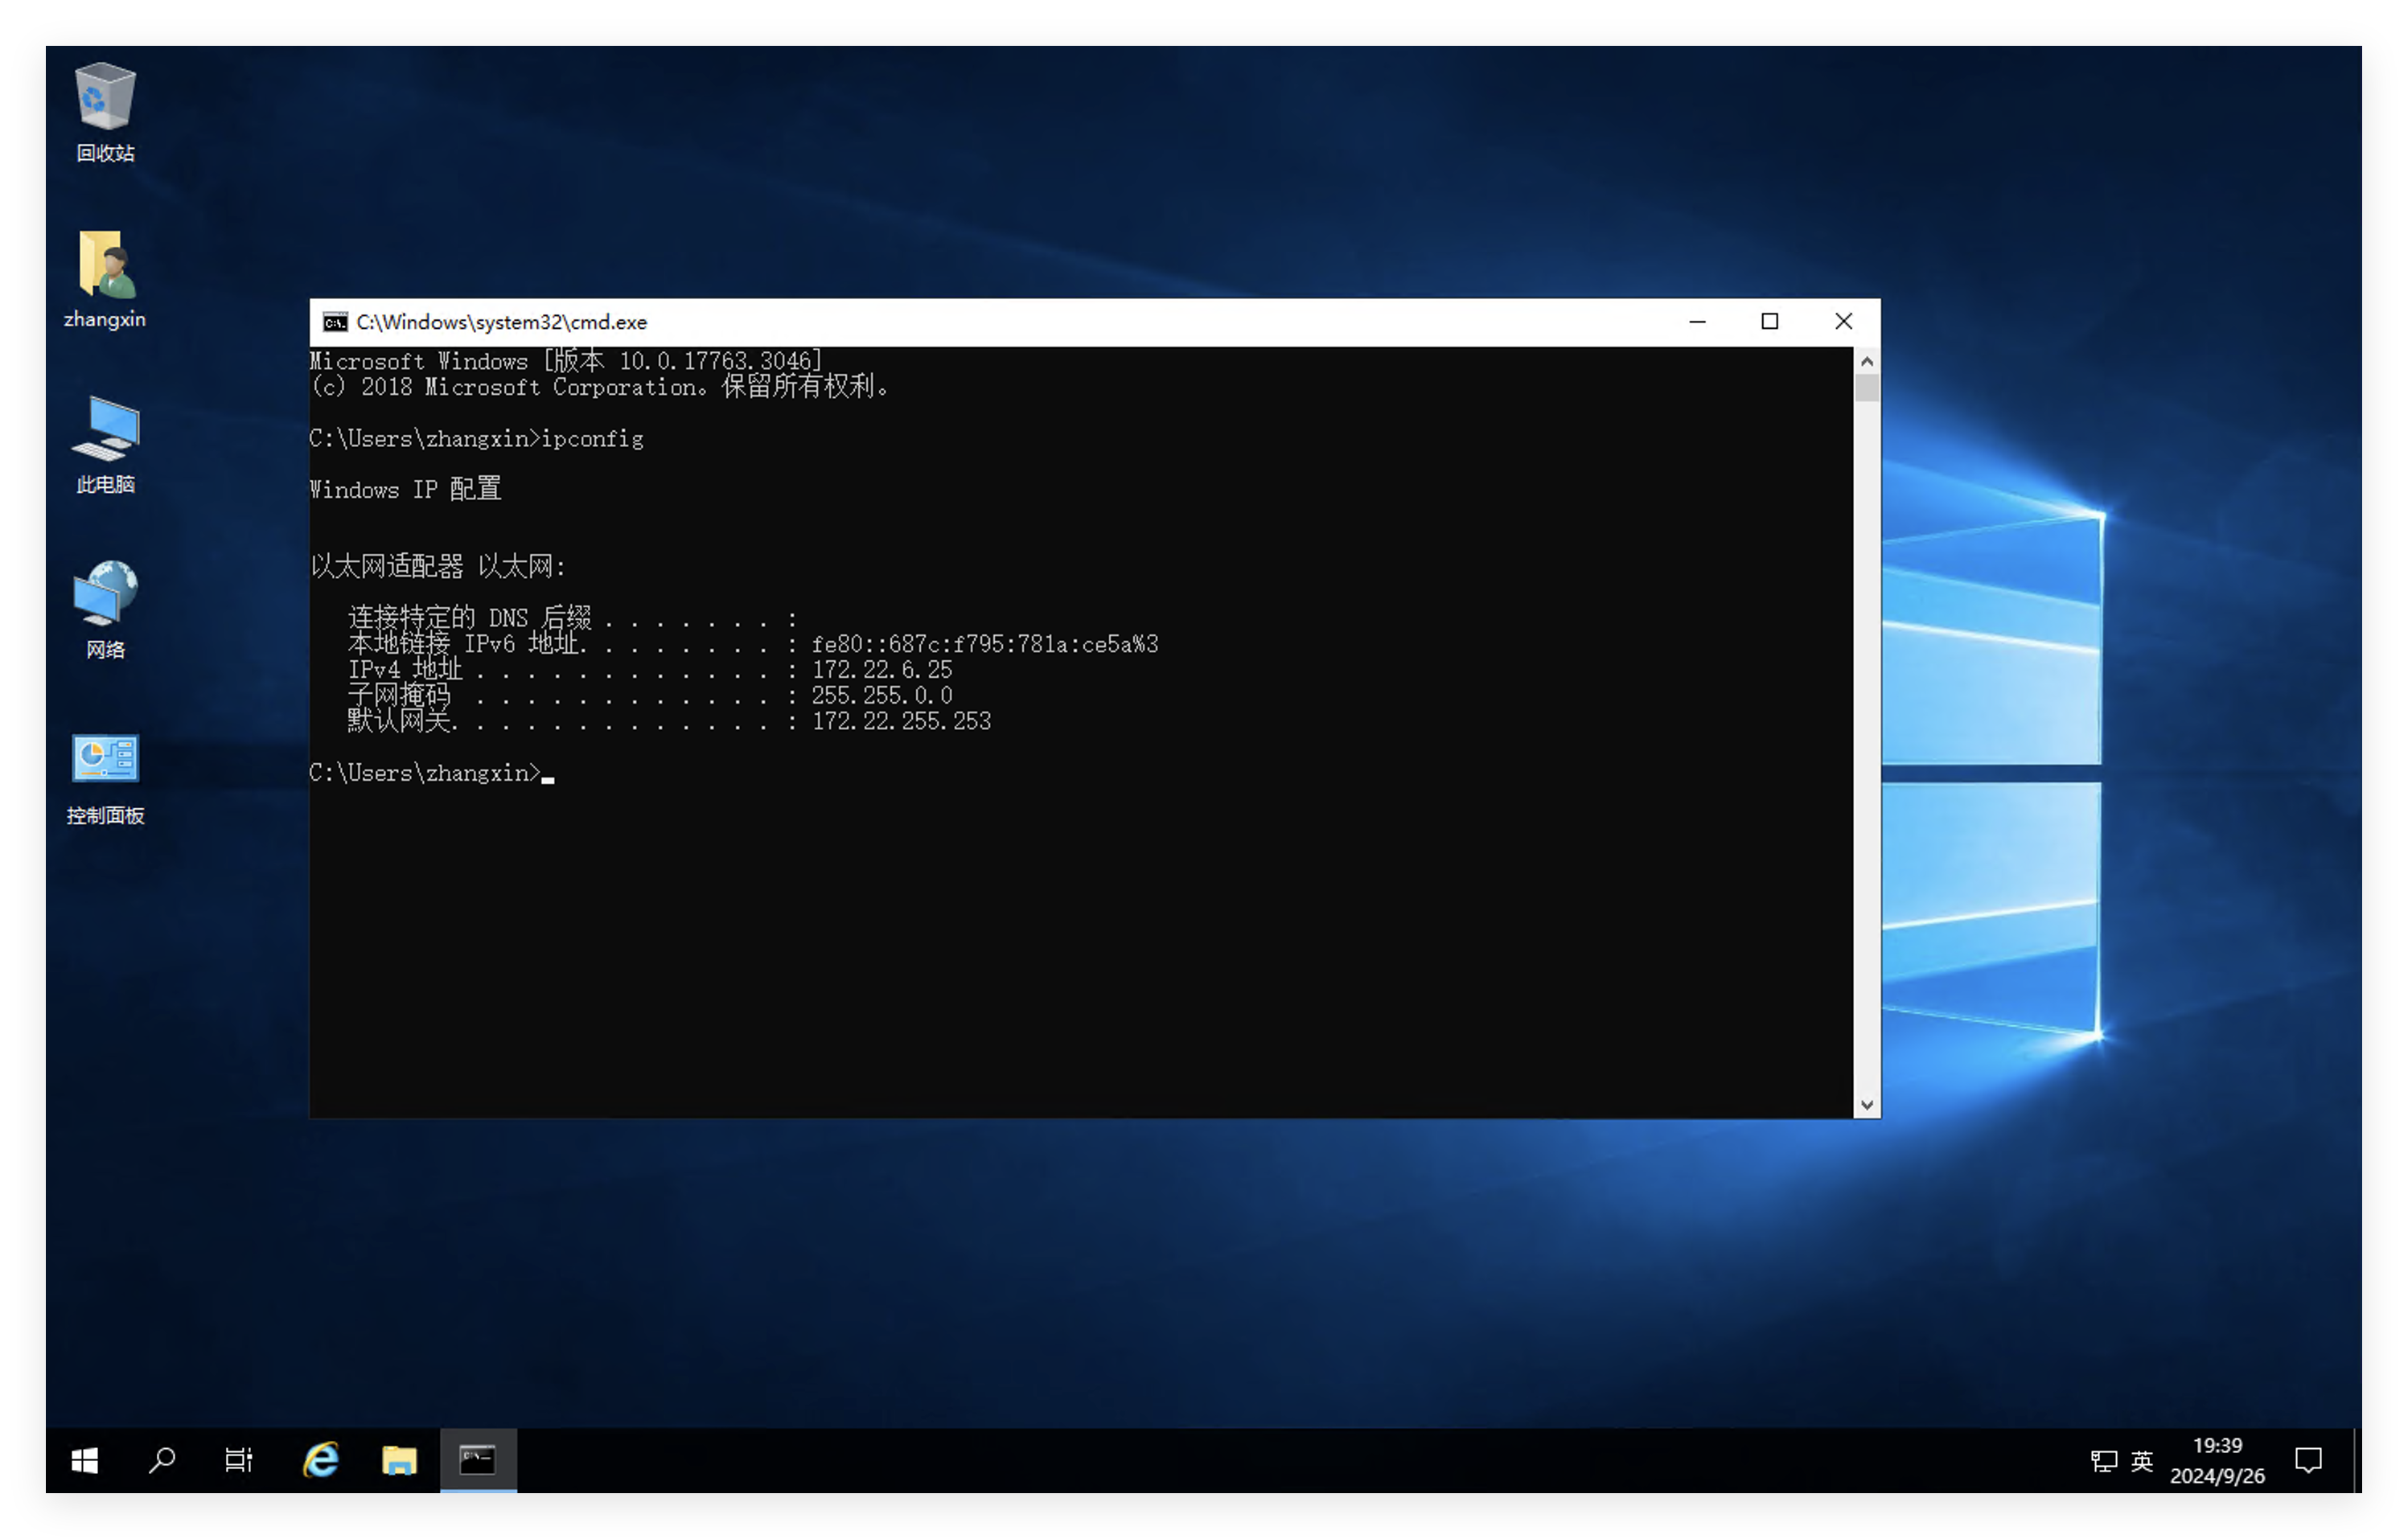 回收站
zhangxin
此电脑
网络
控制面板
C:\Windows\system32\cmd.exe
Microsoft Windows [版本 10.0.17763.3046]
(c) 2018 Microsoft Corporation。保留所有权利。
C:\Users\zhangxin>ipconfig
Windows IP 配置
以太网适配器 以太网:
连接特定的 DNS 后缀 . . . . . . . :
本地链接 IPv6 地址. . . . . . . . : fe80::687c:f795:781a:ce5a%3
IPv4 地址 . . . . . . . . . . . . : 172.22.6.25
子网掩码  . . . . . . . . . . . . : 255.255.0.0
默认网关. . . . . . . . . . . . . : 172.22.255.253
C:\Users\zhangxin>
英
19:39
2024/9/26